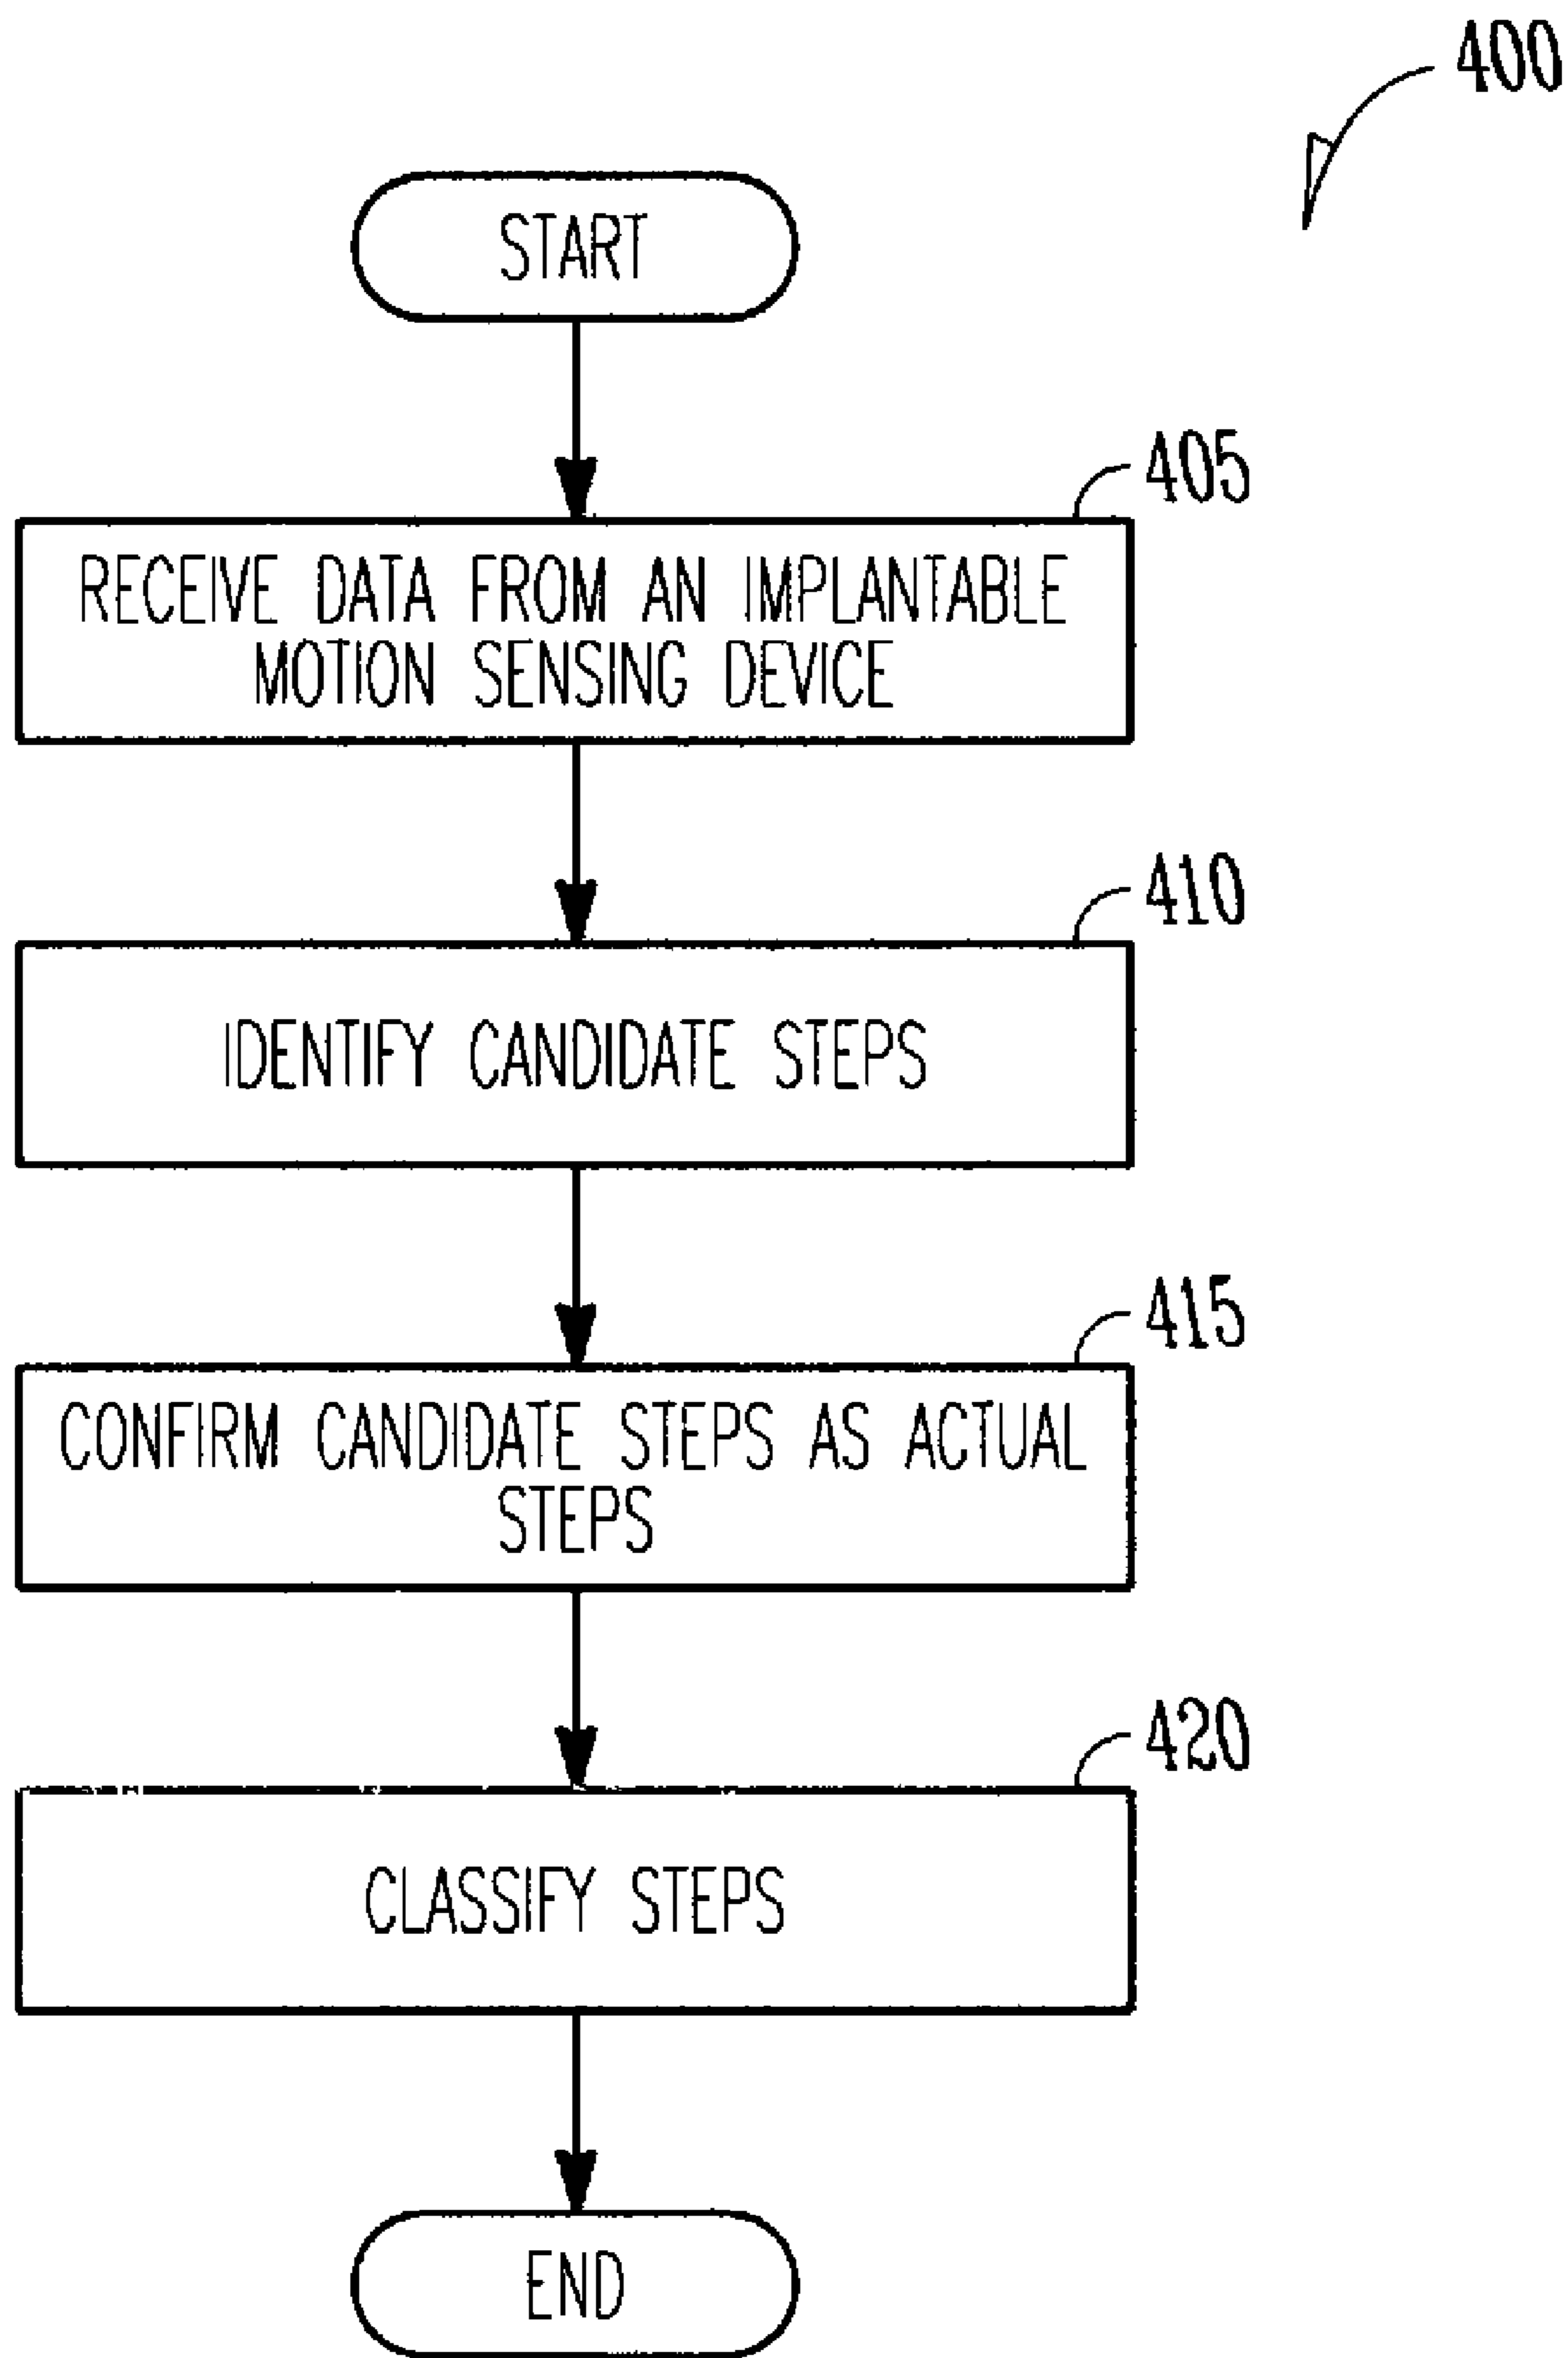 400
START
405
RECEIVE DATA FROM AN IMPLANTABLE
MOTION SENSING DEVICE
410
IDENTIFY CANDIDATE STEPS
415
CONFIRM CANDIDATE STEPS AS ACTUAL
STEPS
420
CLASSIFY STEPS
END